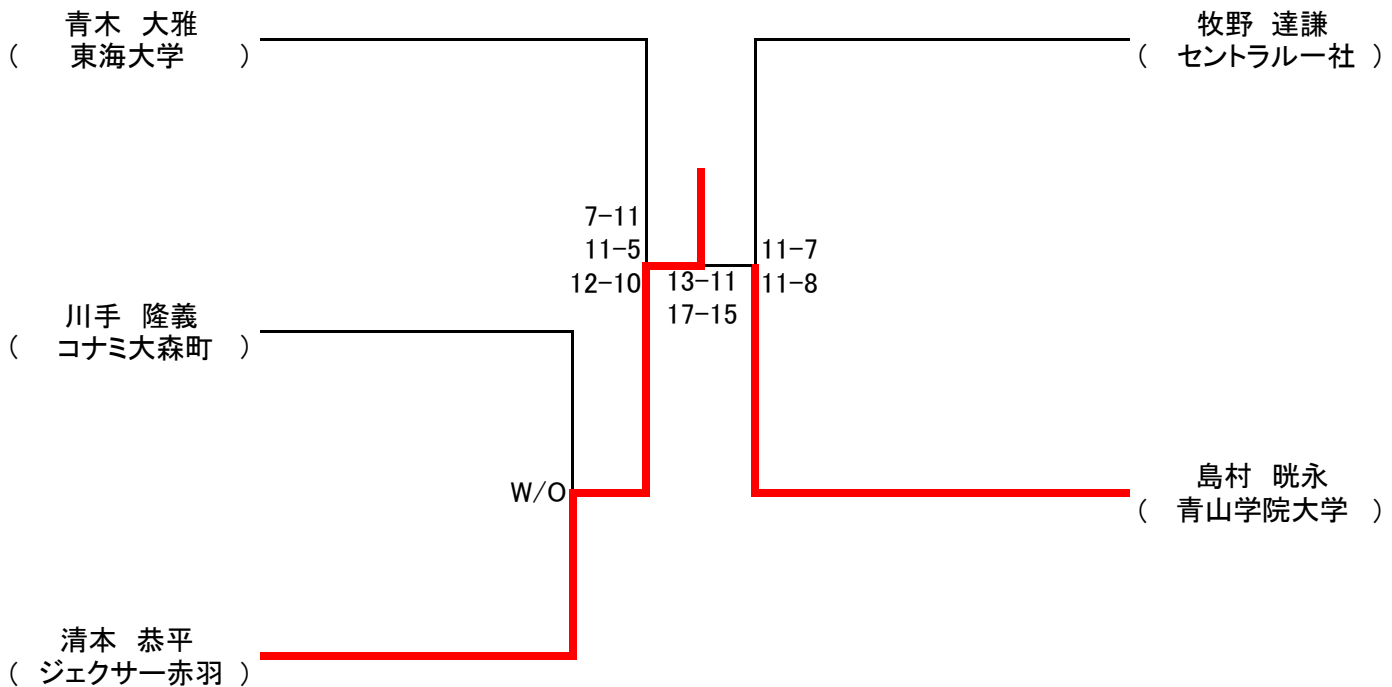 青木 大雅
( 東海大学 )
牧野 達謙
( セントラル一社 )
7-11
11-5
12-10
13-11
17-15
11-7
11-8
川手 隆義
( コナミ大森町 )
W/O
島村 晄永
( 青山学院大学 )
清本 恭平
( ジェクサー赤羽 )